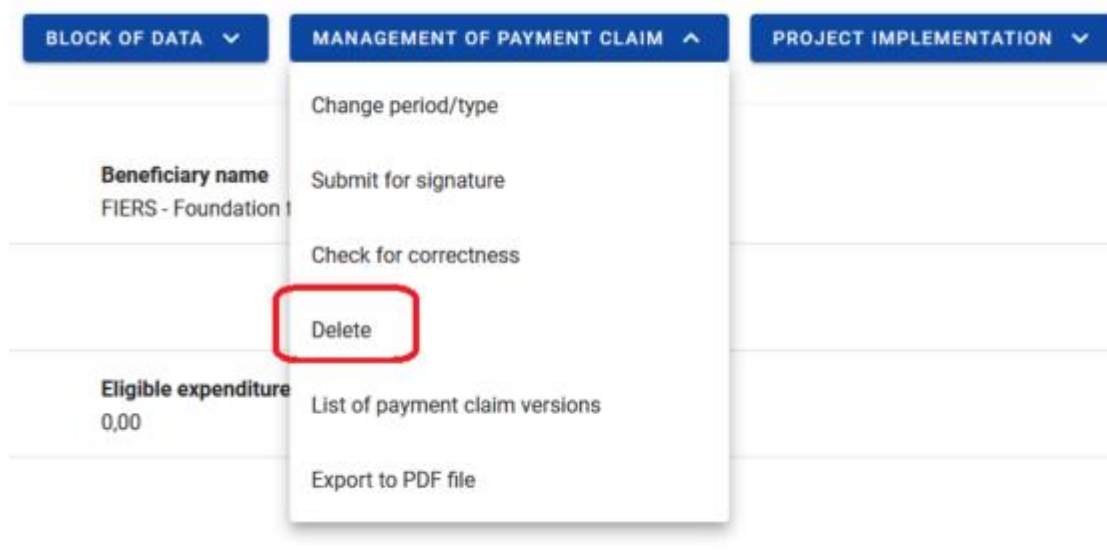 BLOCK OF DATA
MANAGEMENT OF PAYMENT CLAIM
PROJECT IMPLEMENTATION
Change period/type
Beneficiary name
FIERS - Foundation
Submit for signature
Check for correctness
Delete
Eligible expenditure
0,00
List of payment claim versions
Export to PDF file